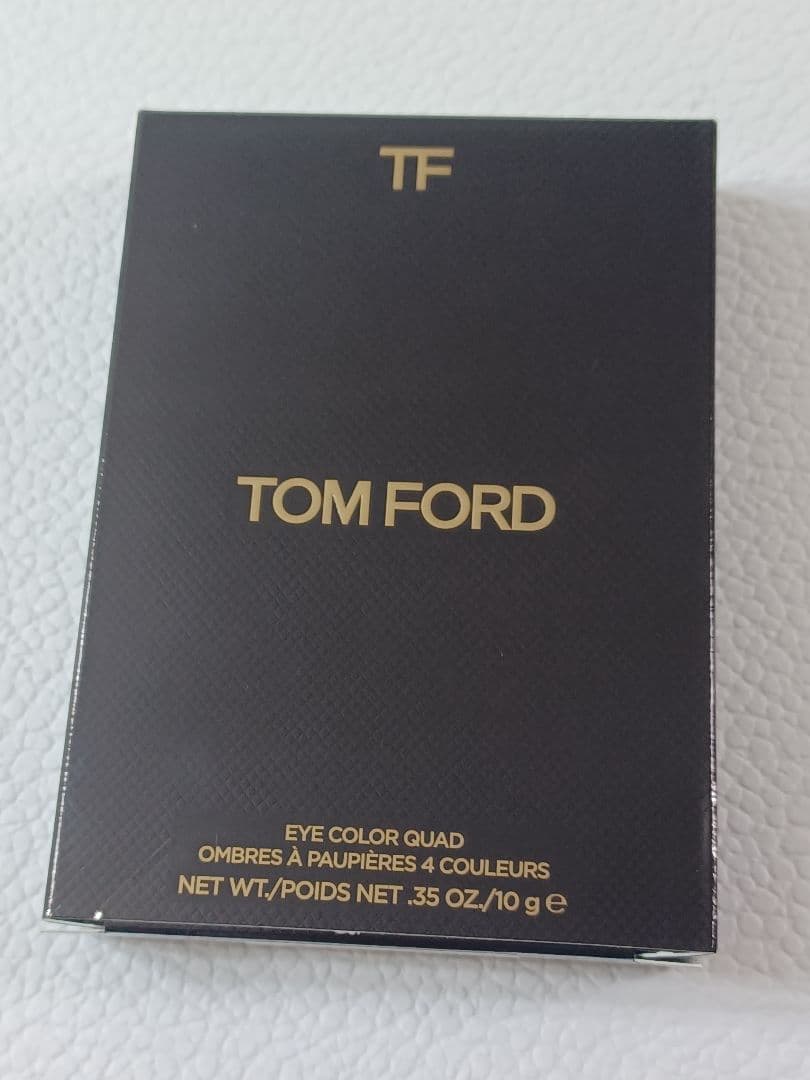 TF
TOM FORD
EYE COLOR QUAD
OMBRES À PAUPIÈRES 4 COULEURS
NET WT./POIDS NET .35 OZ./10 g ℮